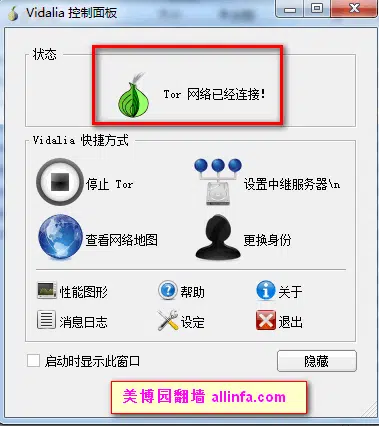 Vidalia 控制面板
状态
Tor 网络已经连接!
Vidalia 快捷方式
停止 Tor
设置中继服务器\n
查看网络地图
更换身份
性能图形
帮助
关于
消息日志
设定
退出
启动时显示此窗口
隐藏
美博园翻墙 allinfa.com